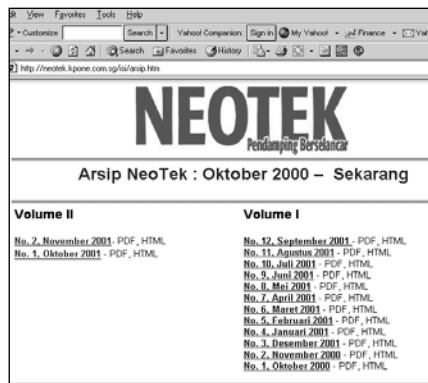 View Favorites Tools Help
Customize Search Yahoo! Companion: Sign in My Yahoo! Finance
Search Favorites History
http://neotek.kpone.com.sg/isi/arsip.htm
NEOTEK
Pendamping Berselancar
Arsip NeoTek : Oktober 2000 – Sekarang
Volume II
No. 2, November 2001 - PDF, HTML
No. 1, Oktober 2001 - PDF, HTML
Volume I
No. 12, September 2001 - PDF, HTML
No. 11, Agustus 2001 - PDF, HTML
No. 10, Juli 2001 - PDF, HTML
No. 9, Juni 2001 - PDF, HTML
No. 8, Mei 2001 - PDF, HTML
No. 7, April 2001 - PDF, HTML
No. 6, Maret 2001 - PDF, HTML
No. 5, Februari 2001 - PDF, HTML
No. 4, Januari 2001 - PDF, HTML
No. 3, Desember 2001 - PDF, HTML
No. 2, November 2000 - PDF, HTML
No. 1, Oktober 2000 - PDF, HTML